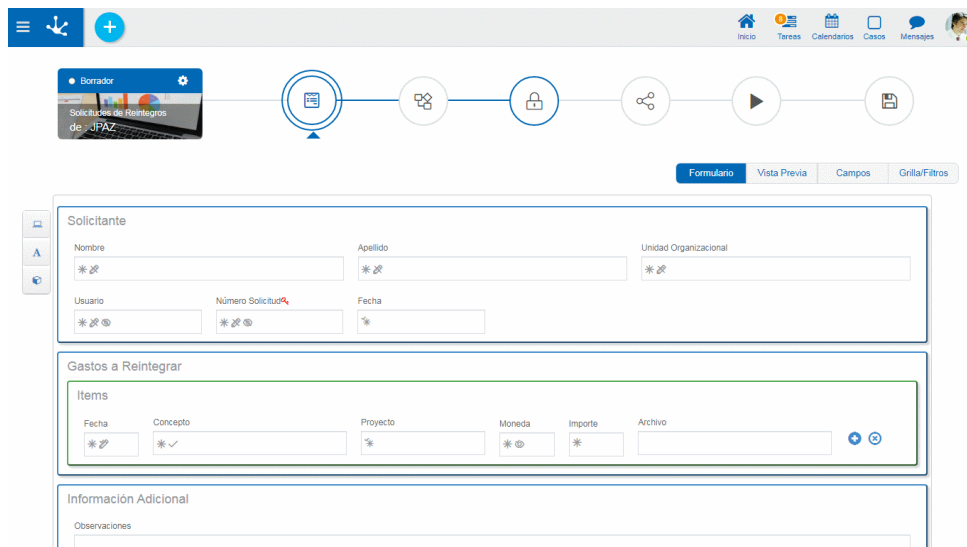 Inicio
8
Tareas
Calendarios
Casos
Mensajes
Borrador
Solicitudes de Reintegros
de : JPAZ
Formulario
Vista Previa
Campos
Grilla/Filtros
A
Solicitante
Nombre
Apellido
Unidad Organizacional
Usuario
Número Solicitud
Fecha
Gastos a Reintegrar
Items
Fecha
Concepto
Proyecto
Moneda
Importe
Archivo
Información Adicional
Observaciones